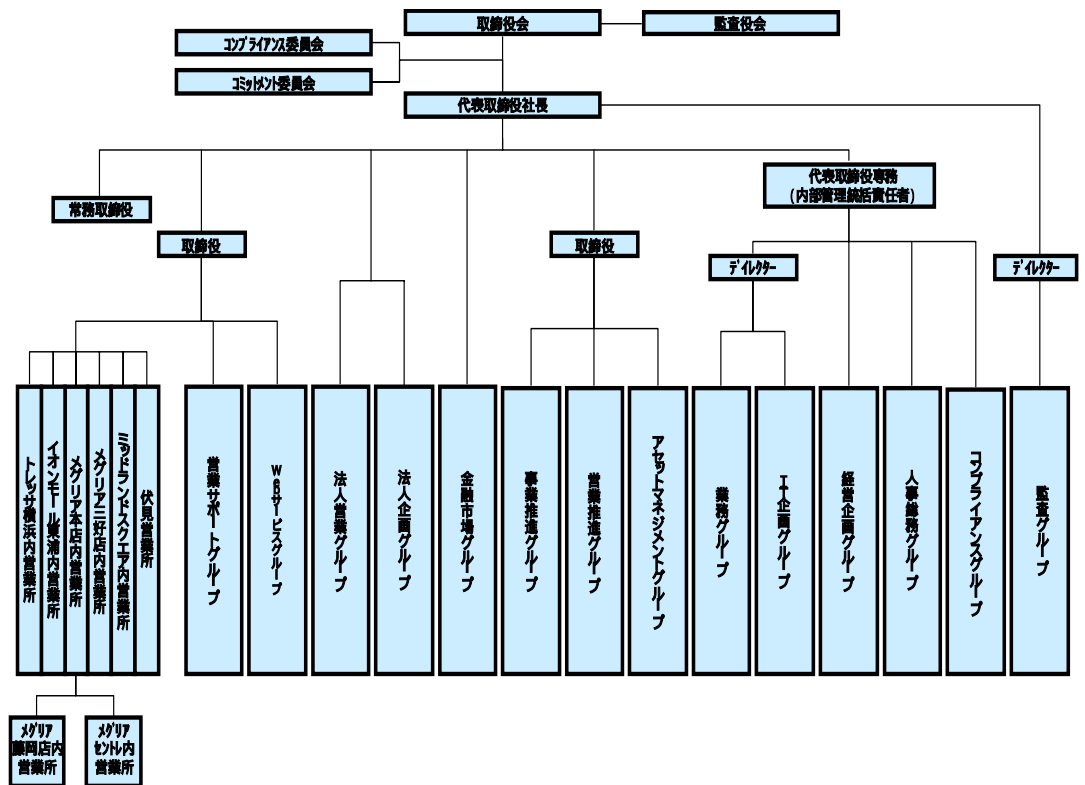 取締役会
監査役会
コンプライアンス委員会
コミットメント委員会
代表取締役社長
代表取締役専務
(内部管理統括責任者)
常務取締役
取締役
取締役
ディレクター
ディレクター
トレッサ横浜内営業所
イオンモール東浦内営業所
メグリア本店内営業所
メグリア三好店内営業所
ミッドランドスクエア内営業所
伏見営業所
営業サポートグループ
WEBサービスグループ
法人営業グループ
法人企画グループ
金融市場グループ
事業推進グループ
営業推進グループ
アセットマネジメントグループ
業務グループ
IT企画グループ
経営企画グループ
人事総務グループ
コンプライアンスグループ
監査グループ
メグリア
藤岡店内
営業所
メグリア
セントレ内
営業所